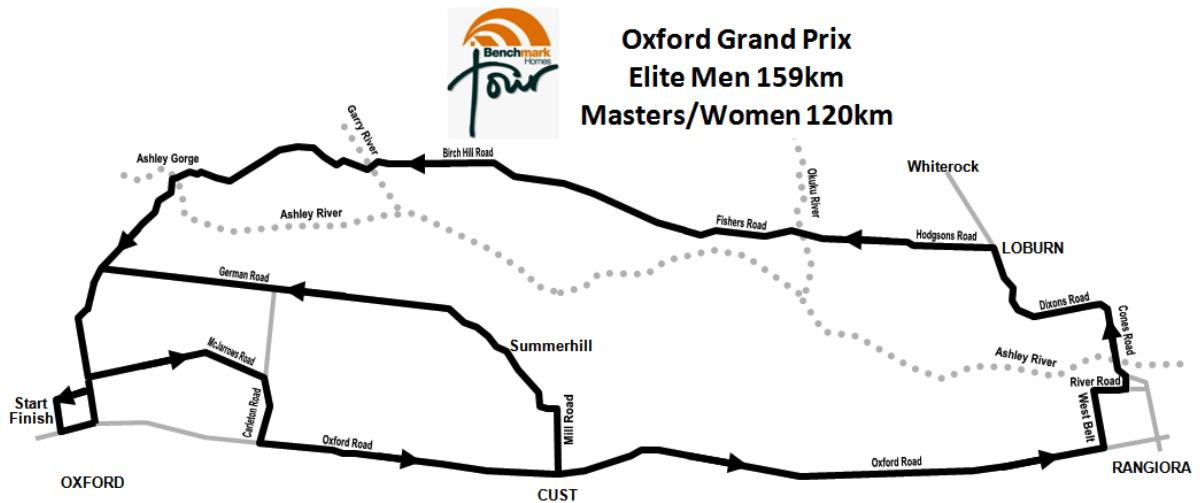 Benchmark
Homes
Tour
Oxford Grand Prix
Elite Men 159km
Masters/Women 120km
Garry River
Birch Hill Road
Ashley Gorge
Okuku River
Whiterock
Ashley River
Fishers Road
Hodgsons Road
LOBURN
German Road
Dixons Road
Cones Road
Summerhill
McJarrows Road
Ashley River
River Road
Start
Finish
Carleton Road
Mill Road
West Belt
Oxford Road
Oxford Road
RANGIORA
OXFORD
CUST